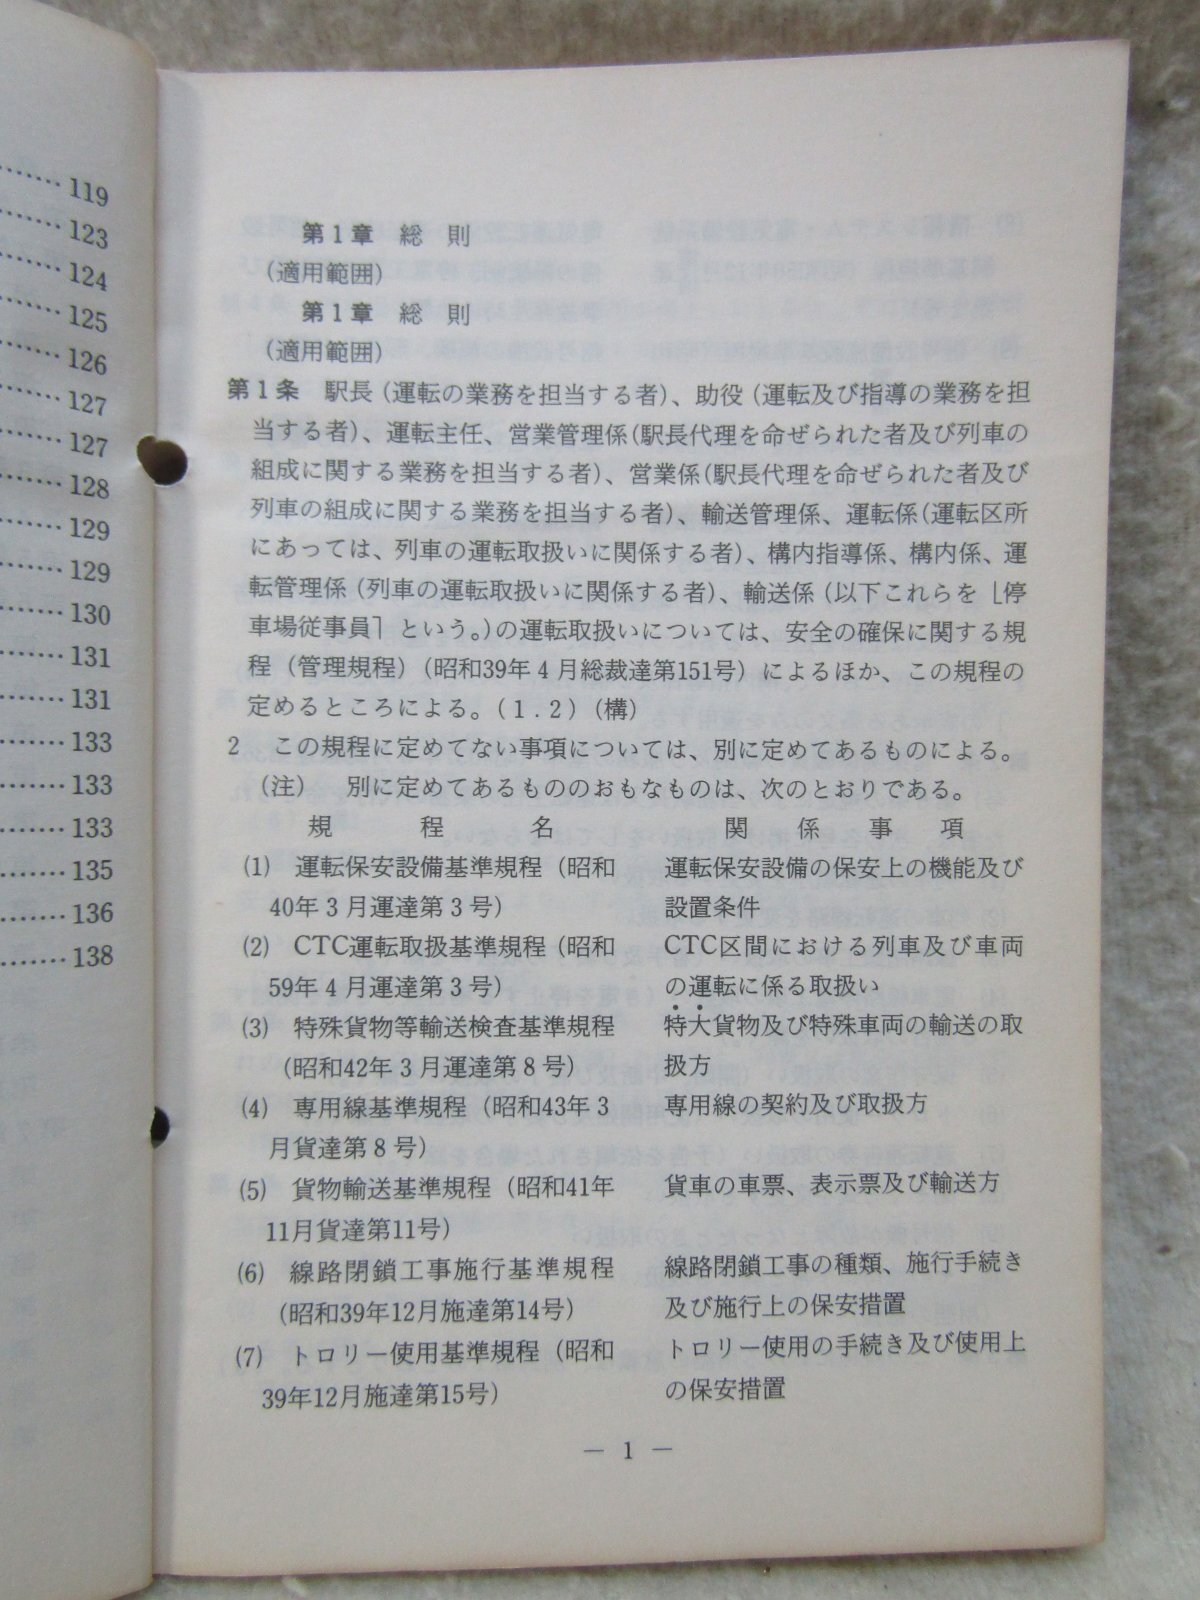 ……119
……123
……124
……125
……126
……127
……127
……128
……129
……129
……130
……131
……131
……133
……133
……133
……135
……136
……138
第1章 総 則
(適用範囲)
第1章 総 則
(適用範囲)
第1条 駅長(運転の業務を担当する者)、助役(運転及び指導の業務を担
当する者)、運転主任、営業管理係(駅長代理を命ぜられた者及び列車の
組成に関する業務を担当する者)、営業係(駅長代理を命ぜられた者及び
列車の組成に関する業務を担当する者)、輸送管理係、運転係(運転区所
にあっては、列車の運転取扱いに関係する者)、構内指導係、構内係、運
転管理係(列車の運転取扱いに関係する者)、輸送係(以下これらを「停
車場従事員」という。)の運転取扱いについては、安全の確保に関する規
程(管理規程)(昭和39年4月総裁達第151号)によるほか、この規程の
定めるところによる。(1.2)(構)
2 この規程に定めてない事項については、別に定めてあるものによる。
(注) 別に定めてあるもののおもなものは、次のとおりである。
規 程 名 関 係 事 項
(1) 運転保安設備基準規程(昭和 運転保安設備の保安上の機能及び
40年3月運達第3号) 設置条件
(2) CTC運転取扱基準規程(昭和 CTC区間における列車及び車両
59年4月運達第3号) の運転に係る取扱い
(3) 特殊貨物等輸送検査基準規程 特大貨物及び特殊車両の輸送の取
(昭和42年3月運達第8号) 扱方
(4) 専用線基準規程(昭和43年3 専用線の契約及び取扱方
月貨達第8号)
(5) 貨物輸送基準規程(昭和41年 貨車の車票、表示票及び輸送方
11月貨達第11号)
(6) 線路閉鎖工事施行基準規程 線路閉鎖工事の種類、施行手続き
(昭和39年12月施達第14号) 及び施行上の保安措置
(7) トロリー使用基準規程(昭和 トロリー使用の手続き及び使用上
39年12月施達第15号) の保安措置
— 1 —